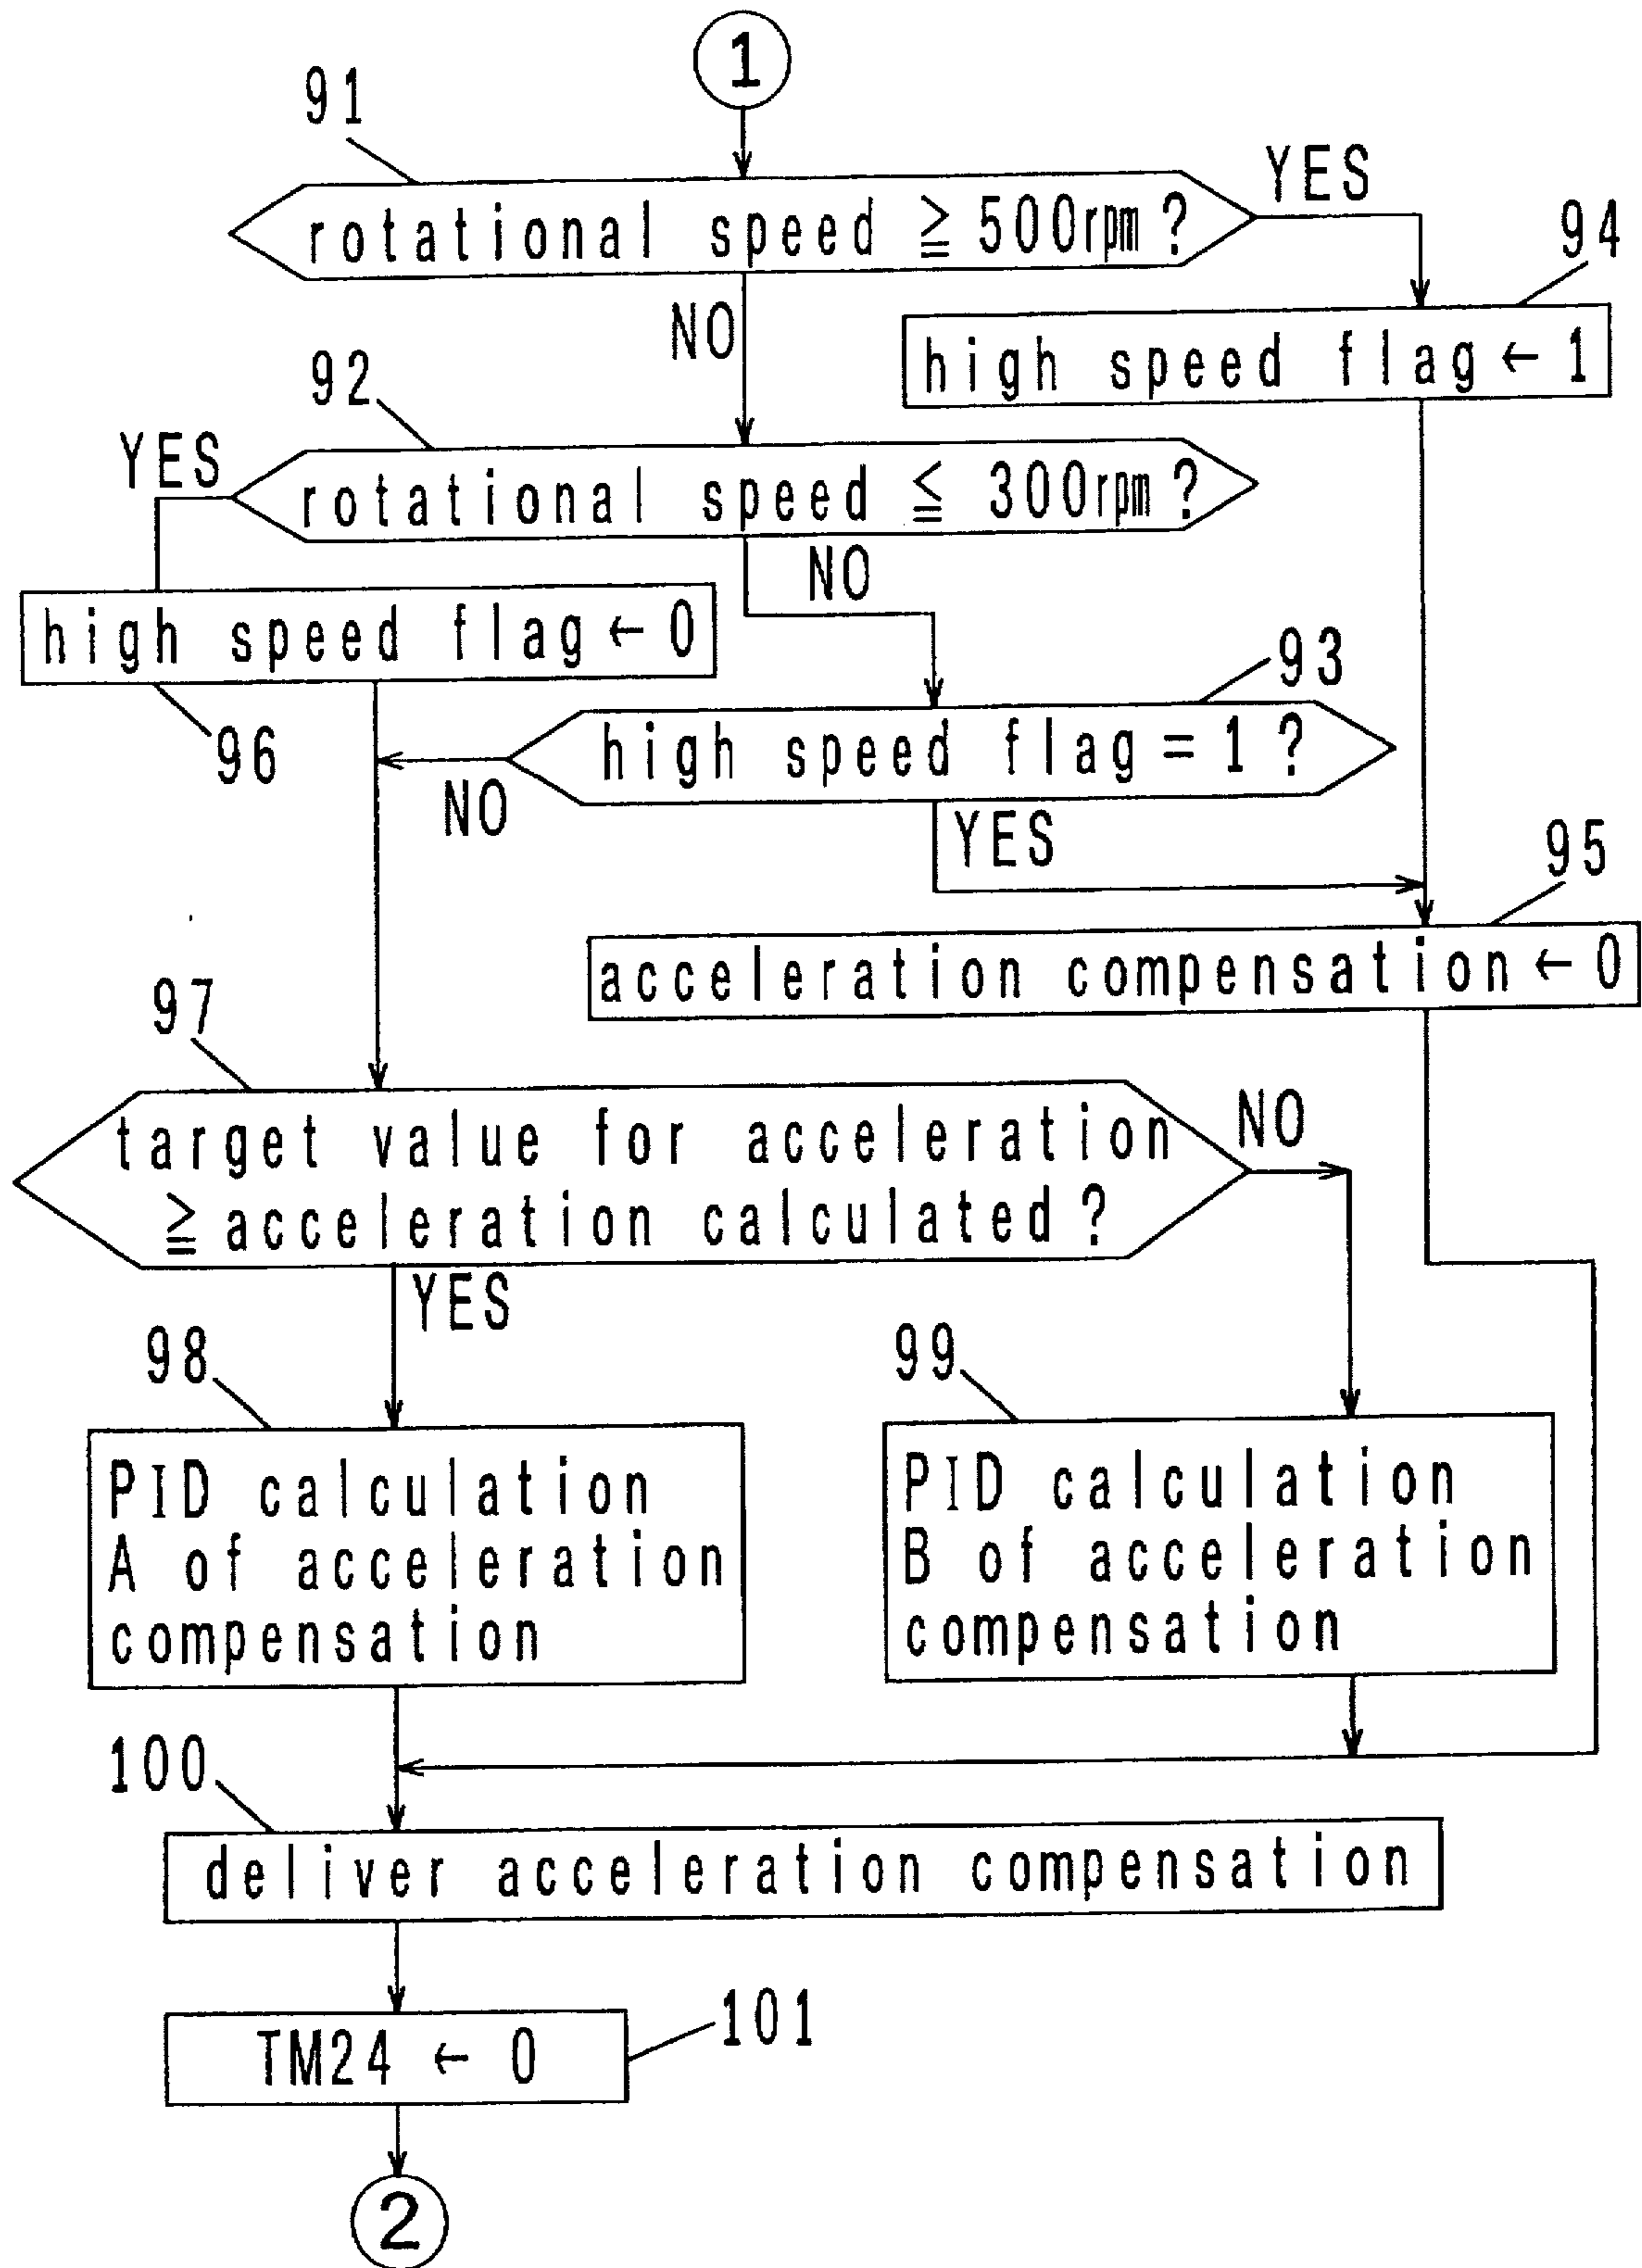 1
91
YES
rotational speed ≧ 500rpm?
94
NO
high speed flag ← 1
92
YES
rotational speed ≦ 300rpm?
NO
high speed flag ← 0
93
96
high speed flag = 1 ?
NO
YES
95
acceleration compensation ← 0
97
target value for acceleration
≧ acceleration calculated ?
NO
YES
98
99
PID calculation
A of acceleration
compensation
PID calculation
B of acceleration
compensation
100
deliver acceleration compensation
101
TM24 ← 0
2